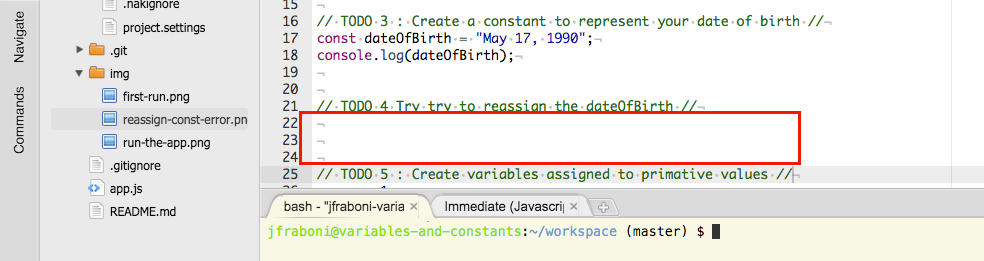 Navigate
Commands
.nakignore
project.settings
.git
img
first-run.png
reassign-const-error.pn
run-the-app.png
.gitignore
app.js
README.md
15
16 // TODO 3 : Create a constant to represent your date of birth //
17 const dateOfBirth = "May 17, 1990";
18 console.log(dateOfBirth);
19
20
21 // TODO 4 Try try to reassign the dateOfBirth //
22
23
24
25 // TODO 5 : Create variables assigned to primative values //
bash - "jfraboni-varia × Immediate (Javascrip ×
jfraboni@variables-and-constants:~/workspace (master) $